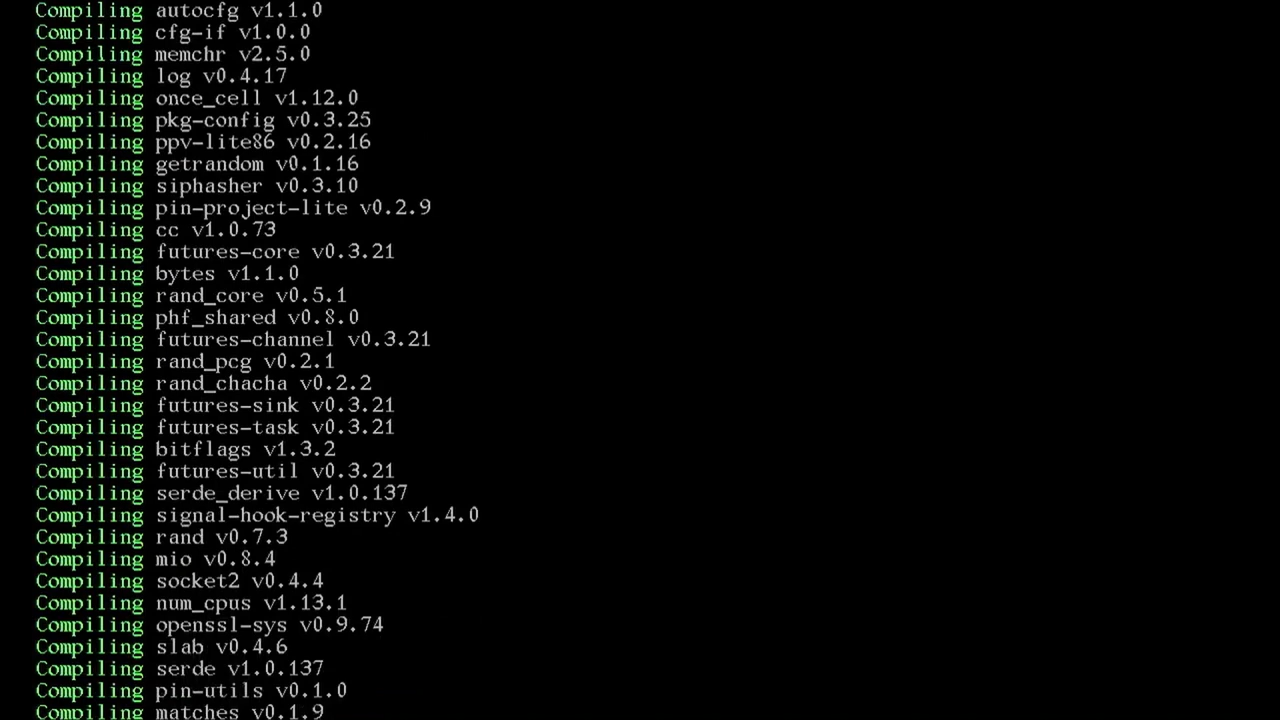 Compiling autocfg v1.1.0
Compiling cfg-if v1.0.0
Compiling memchr v2.5.0
Compiling log v0.4.17
Compiling once_cell v1.12.0
Compiling pkg-config v0.3.25
Compiling ppv-lite86 v0.2.16
Compiling getrandom v0.1.16
Compiling siphasher v0.3.10
Compiling pin-project-lite v0.2.9
Compiling cc v1.0.73
Compiling futures-core v0.3.21
Compiling bytes v1.1.0
Compiling rand_core v0.5.1
Compiling phf_shared v0.8.0
Compiling futures-channel v0.3.21
Compiling rand_pcg v0.2.1
Compiling rand_chacha v0.2.2
Compiling futures-sink v0.3.21
Compiling futures-task v0.3.21
Compiling bitflags v1.3.2
Compiling futures-util v0.3.21
Compiling serde_derive v1.0.137
Compiling signal-hook-registry v1.4.0
Compiling rand v0.7.3
Compiling mio v0.8.4
Compiling socket2 v0.4.4
Compiling num_cpus v1.13.1
Compiling openssl-sys v0.9.74
Compiling slab v0.4.6
Compiling serde v1.0.137
Compiling pin-utils v0.1.0
Compiling matches v0.1.9